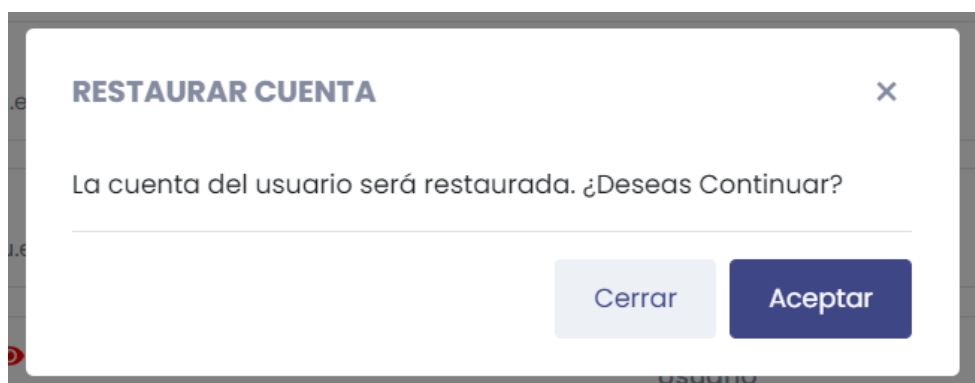 RESTAURAR CUENTA
La cuenta del usuario será restaurada. ¿Deseas Continuar?
Cerrar Aceptar